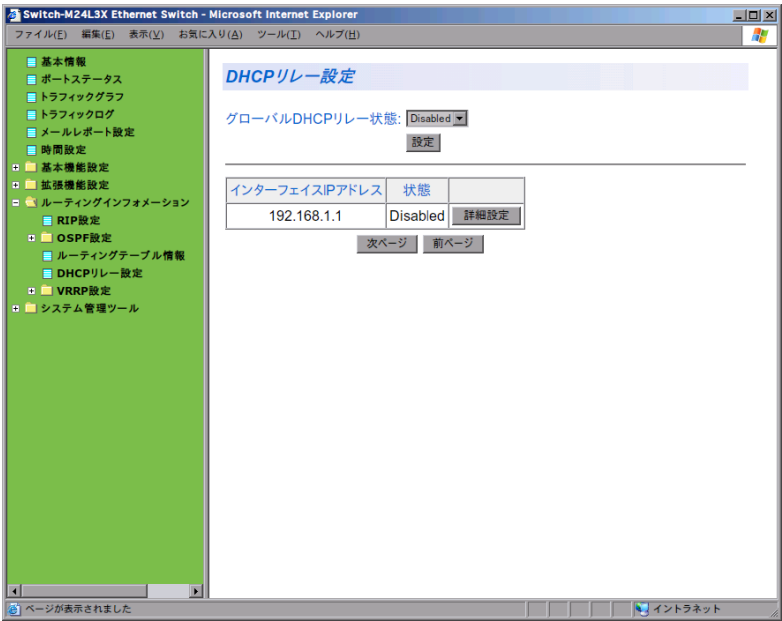 Switch-M24L3X Ethernet Switch - Microsoft Internet Explorer
ファイル(F) 編集(E) 表示(V) お気に入り(A) ツール(T) ヘルプ(H)
基本情報
ポートステータス
トラフィックグラフ
トラフィックログ
メールレポート設定
時間設定
基本機能設定
拡張機能設定
ルーティングインフォメーション
RIP設定
OSPF設定
ルーティングテーブル情報
DHCPリレー設定
VRRP設定
システム管理ツール
DHCPリレー設定
グローバルDHCPリレー状態: Disabled
設定
インターフェイスIPアドレス 状態
192.168.1.1 Disabled 詳細設定
次ページ 前ページ
ページが表示されました イントラネット